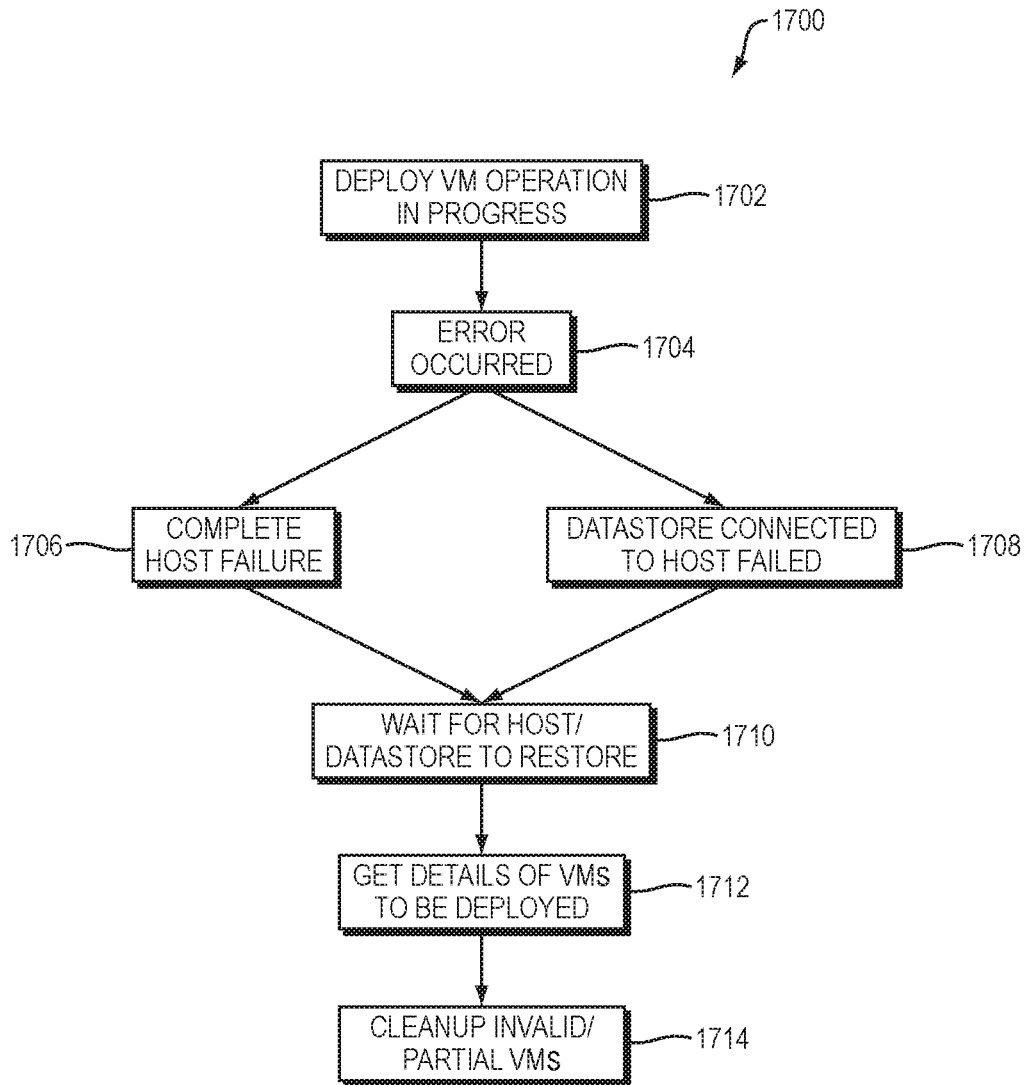 1700
DEPLOY VM OPERATION
IN PROGRESS
1702
ERROR
OCCURRED
1704
1706
COMPLETE
HOST FAILURE
DATASTORE CONNECTED
TO HOST FAILED
1708
WAIT FOR HOST/
DATASTORE TO RESTORE
1710
GET DETAILS OF VMs
TO BE DEPLOYED
1712
CLEANUP INVALID/
PARTIAL VMs
1714